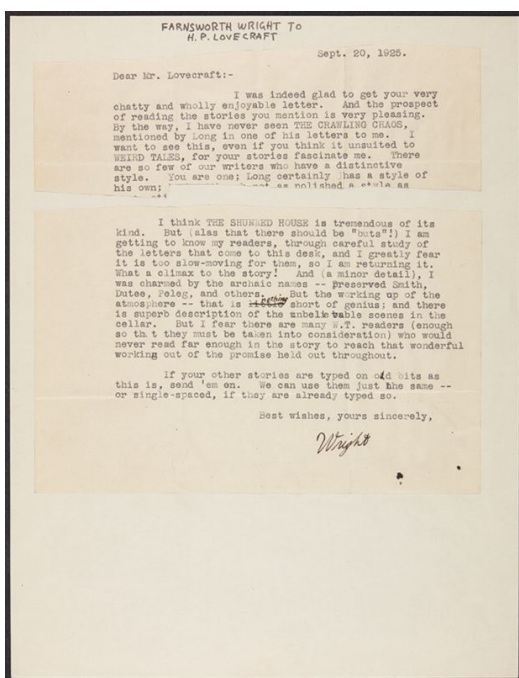 FARNSWORTH WRIGHT TO
H. P. LOVECRAFT
Sept. 20, 1925.
Dear Mr. Lovecraft:-
I was indeed glad to get your very
chatty and wholly enjoyable letter. And the prospect
of reading the stories you mention is very pleasing.
By the way, I have never seen THE CRAWLING CHAOS,
mentioned by Long in one of his letters to me. I
want to see this, even if you think it unsuited to
WEIRD TALES, for your stories fascinate me. There
are so few of our writers who have a distinctive
style. You are one; Long certainly has a style of
his own; as polished a style as
I think THE SHUNNED HOUSE is tremendous of its
kind. But (alas that there should be "buts"!) I am
getting to know my readers, through careful study of
the letters that come to this desk, and I greatly fear
it is too slow-moving for them, so I am returning it.
What a climax to the story! And (a minor detail), I
was charmed by the archaic names -- Preserved Smith,
Dutee, Peleg, and others. But the working up of the
atmosphere -- that is nothing short of genius; and there
is superb description of the unbelievable scenes in the
cellar. But I fear there are many W.T. readers (enough
so th t they must be taken into consideration) who would
never read far enough in the story to reach that wonderful
working out of the promise held out throughout.
If your other stories are typed on old bits as
this is, send 'em on. We can use them just the same --
or single-spaced, if they are already typed so.
Best wishes, yours sincerely,
Wright